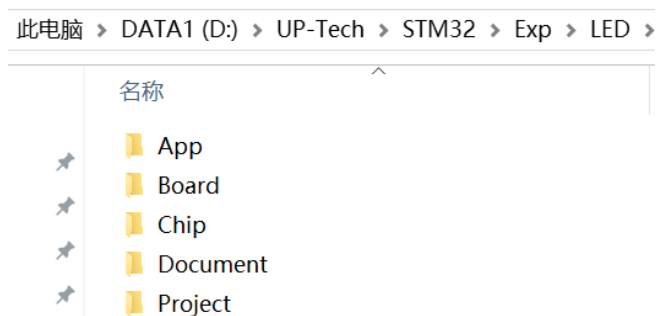 此电脑 > DATA1 (D:) > UP-Tech > STM32 > Exp > LED >
名称
App
Board
Chip
Document
Project